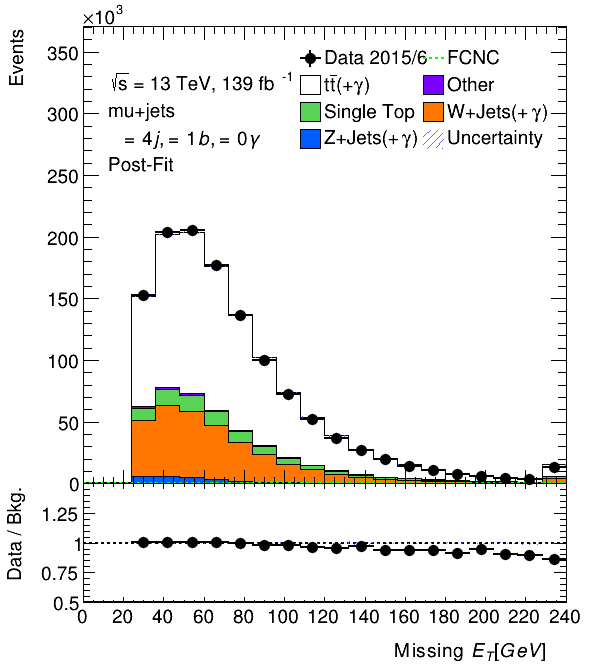 ×10³
Events
350
300
250
200
150
100
50
0
√s = 13 TeV, 139 fb⁻¹
mu+jets
= 4j, = 1b, = 0γ
Post-Fit
Data 2015/6
FCNC
tt̄(+γ)
Other
Single Top
W+Jets(+γ)
Z+Jets(+γ)
Uncertainty
Data / Bkg.
1.25
1
0.75
0.5
0 20 40 60 80 100 120 140 160 180 200 220 240
Missing E_T[GeV]